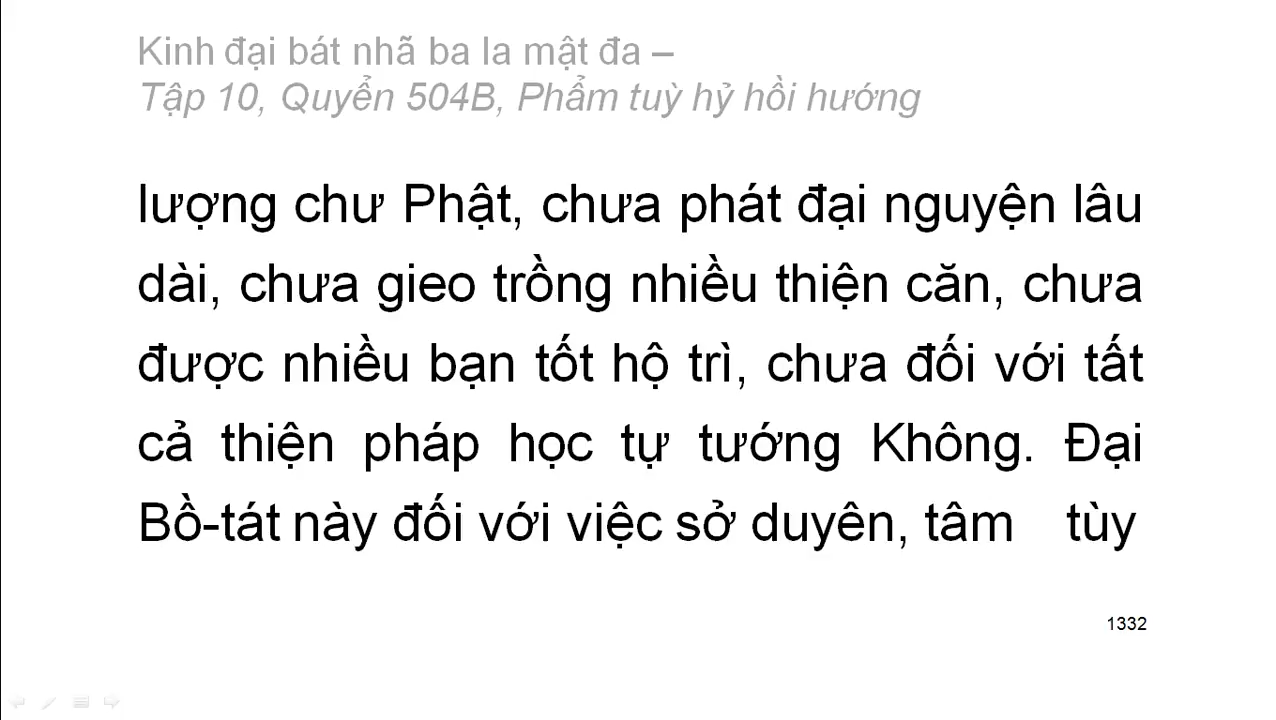 Kinh đại bát nhã ba la mật đa –
Tập 10, Quyển 504B, Phẩm tuỳ hỷ hồi hướng
lượng chư Phật, chưa phát đại nguyện lâu
dài, chưa gieo trồng nhiều thiện căn, chưa
được nhiều bạn tốt hộ trì, chưa đối với tất
cả thiện pháp học tự tướng Không. Đại
Bồ-tát này đối với việc sở duyên, tâm tùy
1332